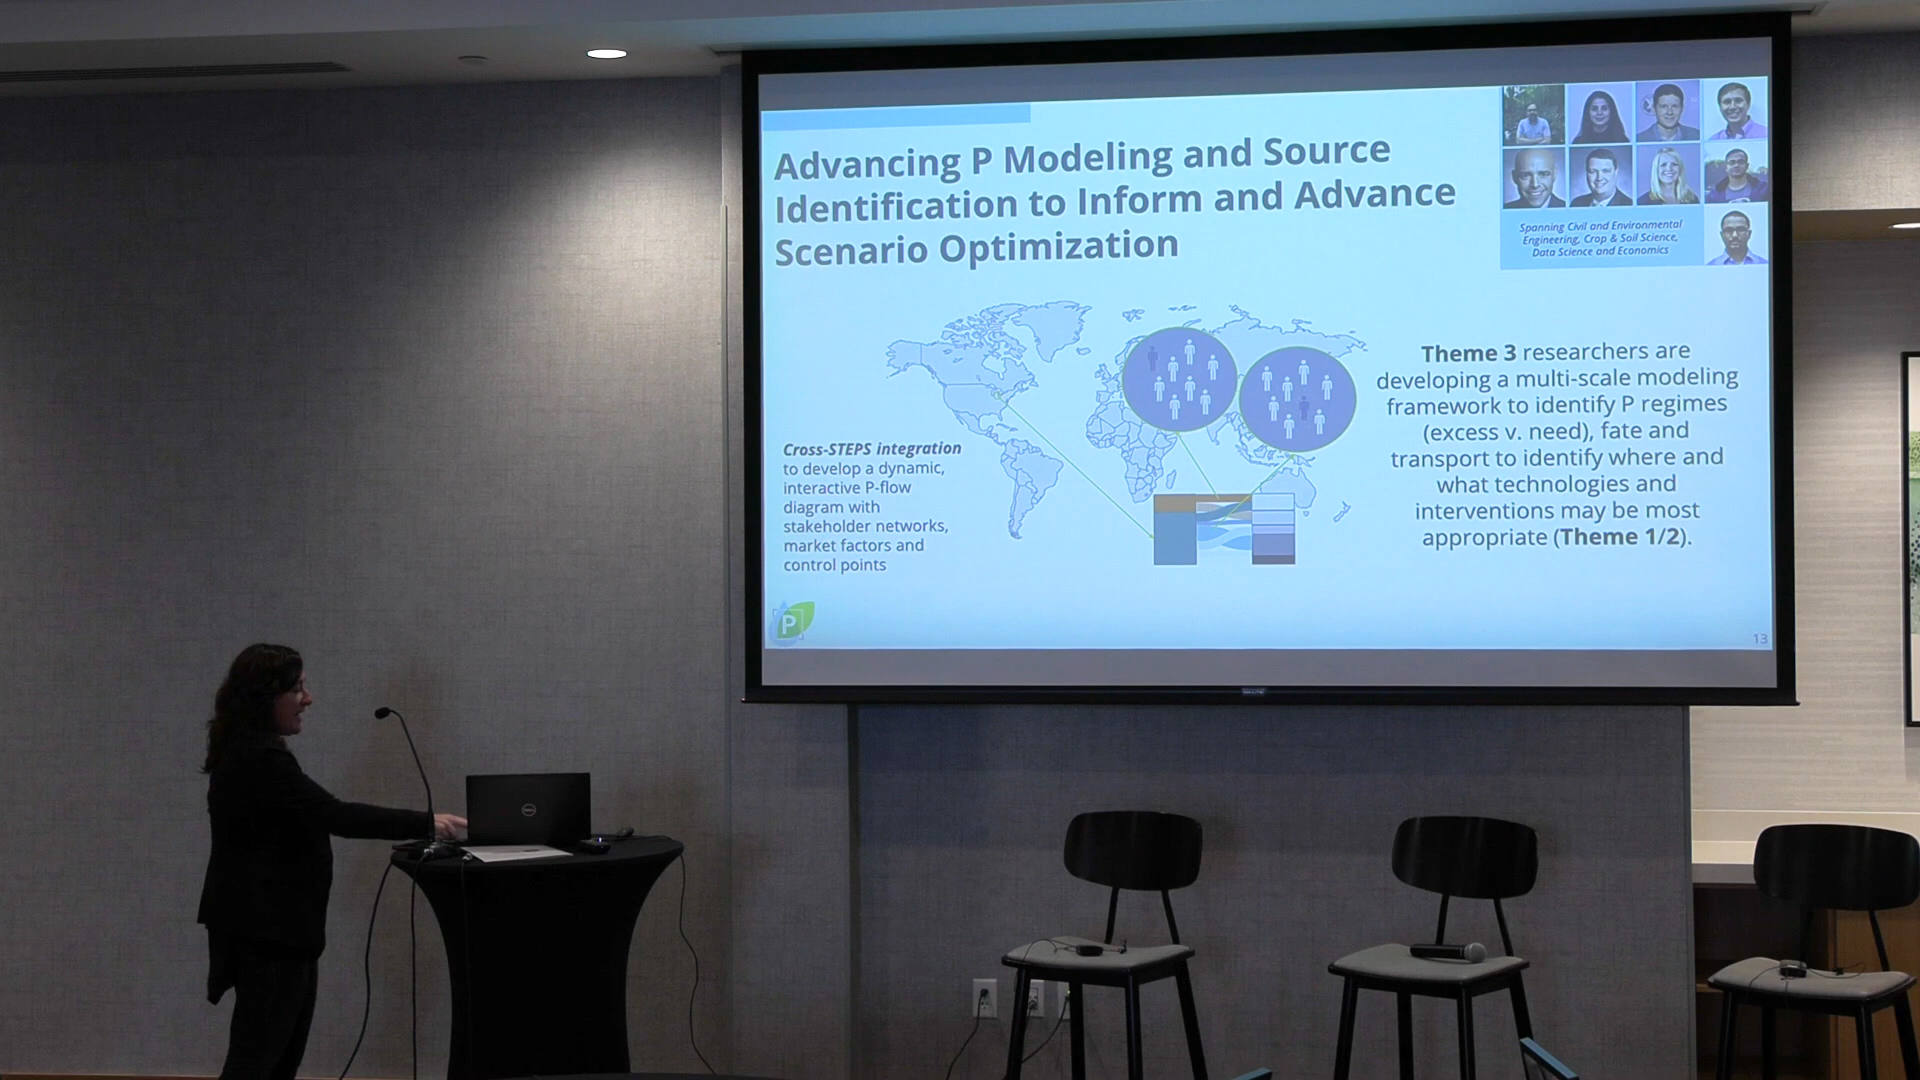 Advancing P Modeling and Source
Identification to Inform and Advance
Scenario Optimization
Spanning Civil and Environmental
Engineering, Crop & Soil Science,
Data Science and Economics
Cross-STEPS integration
to develop a dynamic,
interactive P-flow
diagram with
stakeholder networks,
market factors and
control points
Theme 3 researchers are
developing a multi-scale modeling
framework to identify P regimes
(excess v. need), fate and
transport to identify where and
what technologies and
interventions may be most
appropriate (Theme 1/2).
P
13
DELL